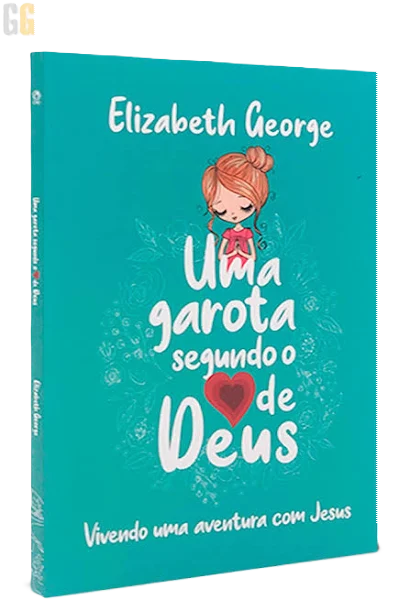 GG
Elizabeth George
Uma
garota
segundo o
de
Deus
Vivendo uma aventura com Jesus
Uma garota segundo o de Deus
Elizabeth George